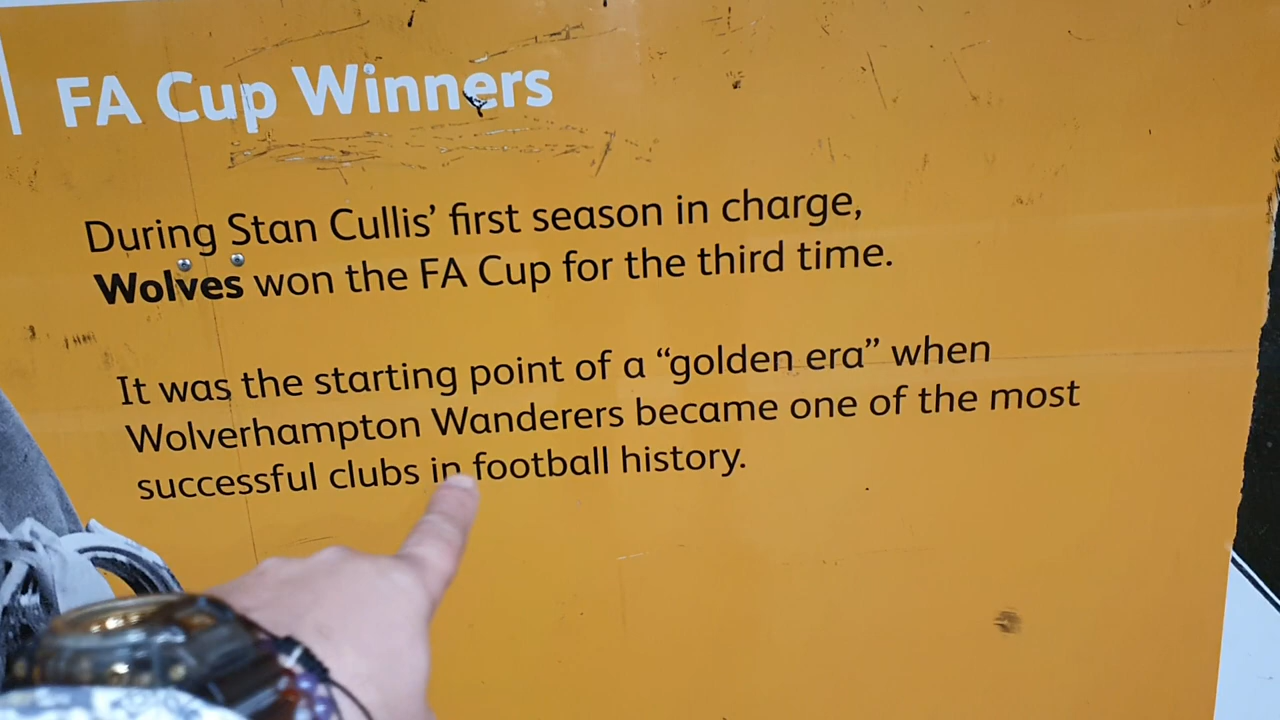 FA Cup Winners
During Stan Cullis’ first season in charge,
Wolves won the FA Cup for the third time.
It was the starting point of a “golden era” when
Wolverhampton Wanderers became one of the most
successful clubs in football history.